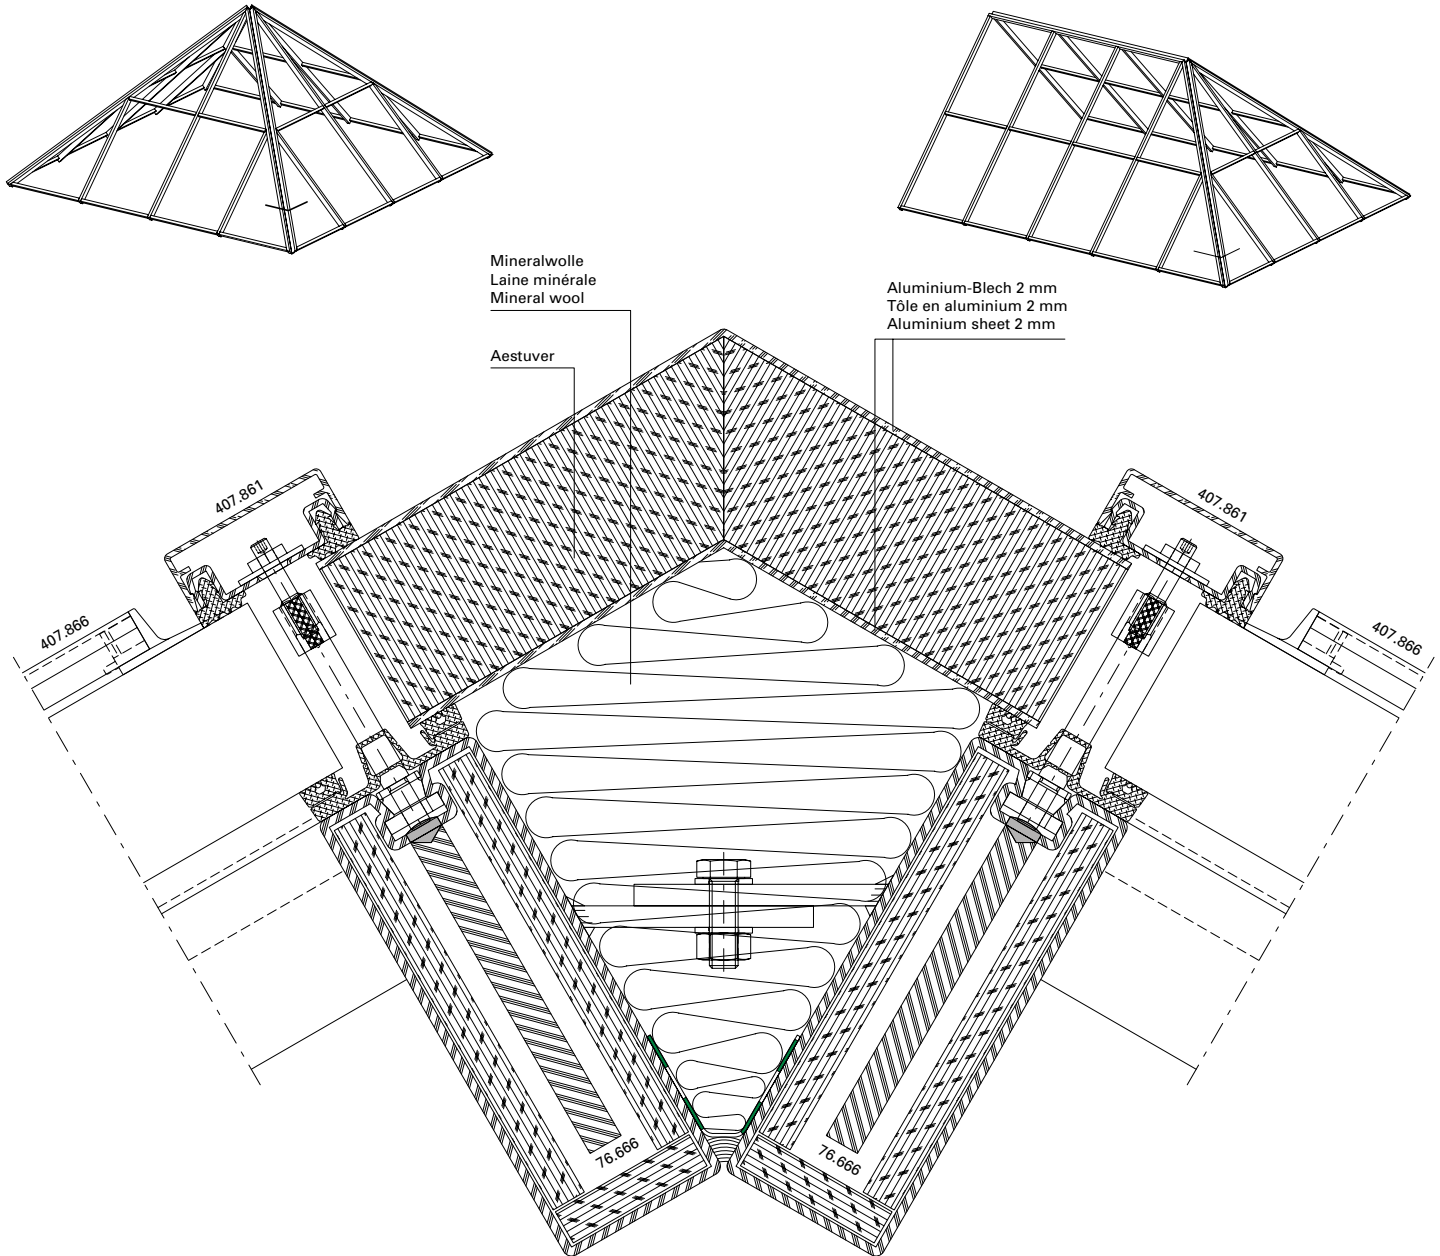 Mineralwolle
Laine minérale
Mineral wool
Aluminium-Blech 2 mm
Tôle en aluminium 2 mm
Aluminium sheet 2 mm
Aestuver
407.861
407.861
407.866
407.866
76.666
76.666